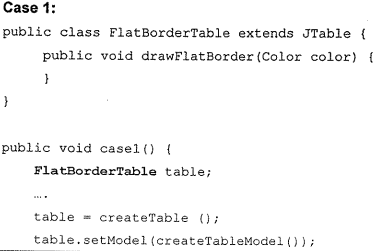 Case 1:
public class FlatBorderTable extends JTable {
public void drawFlatBorder(Color color) {
}
}
public void case1() {
FlatBorderTable table;
....
table = createTable ();
table.setModel(createTableModel());